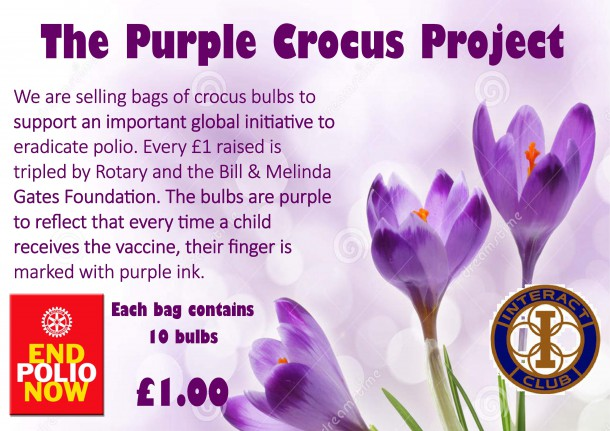 The Purple Crocus Project
We are selling bags of crocus bulbs to
support an important global initiative to
eradicate polio. Every £1 raised is
tripled by Rotary and the Bill & Melinda
Gates Foundation. The bulbs are purple
to reflect that every time a child
receives the vaccine, their finger is
marked with purple ink.
Each bag contains
10 bulbs
£1.00
END
POLIO
NOW
INTERACT
I
CLUB
dreamstime